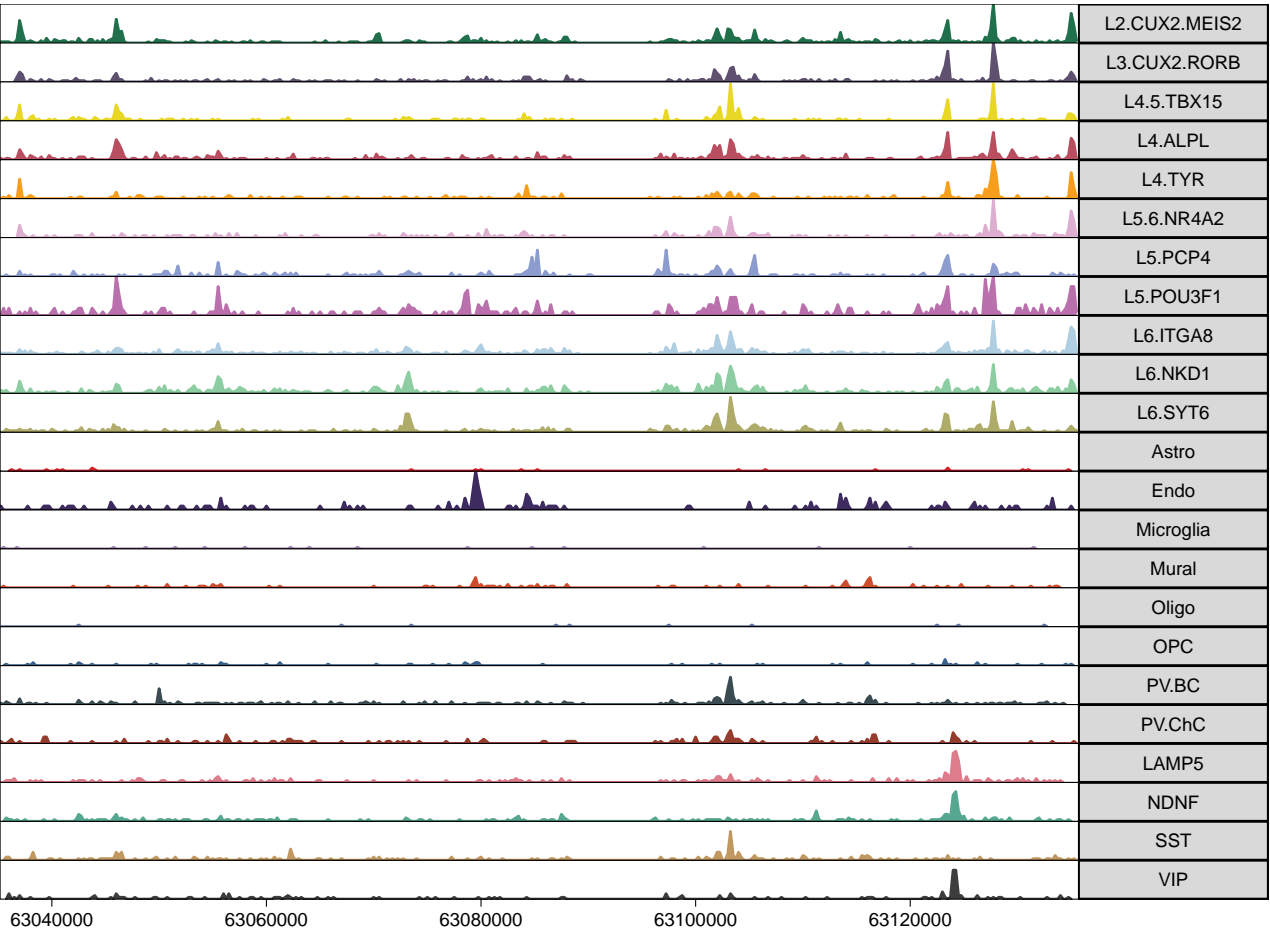 L2.CUX2.MEIS2
L3.CUX2.RORB
L4.5.TBX15
L4.ALPL
L4.TYR
L5.6.NR4A2
L5.PCP4
L5.POU3F1
L6.ITGA8
L6.NKD1
L6.SYT6
Astro
Endo
Microglia
Mural
Oligo
OPC
PV.BC
PV.ChC
LAMP5
NDNF
SST
VIP
63040000 63060000 63080000 63100000 63120000